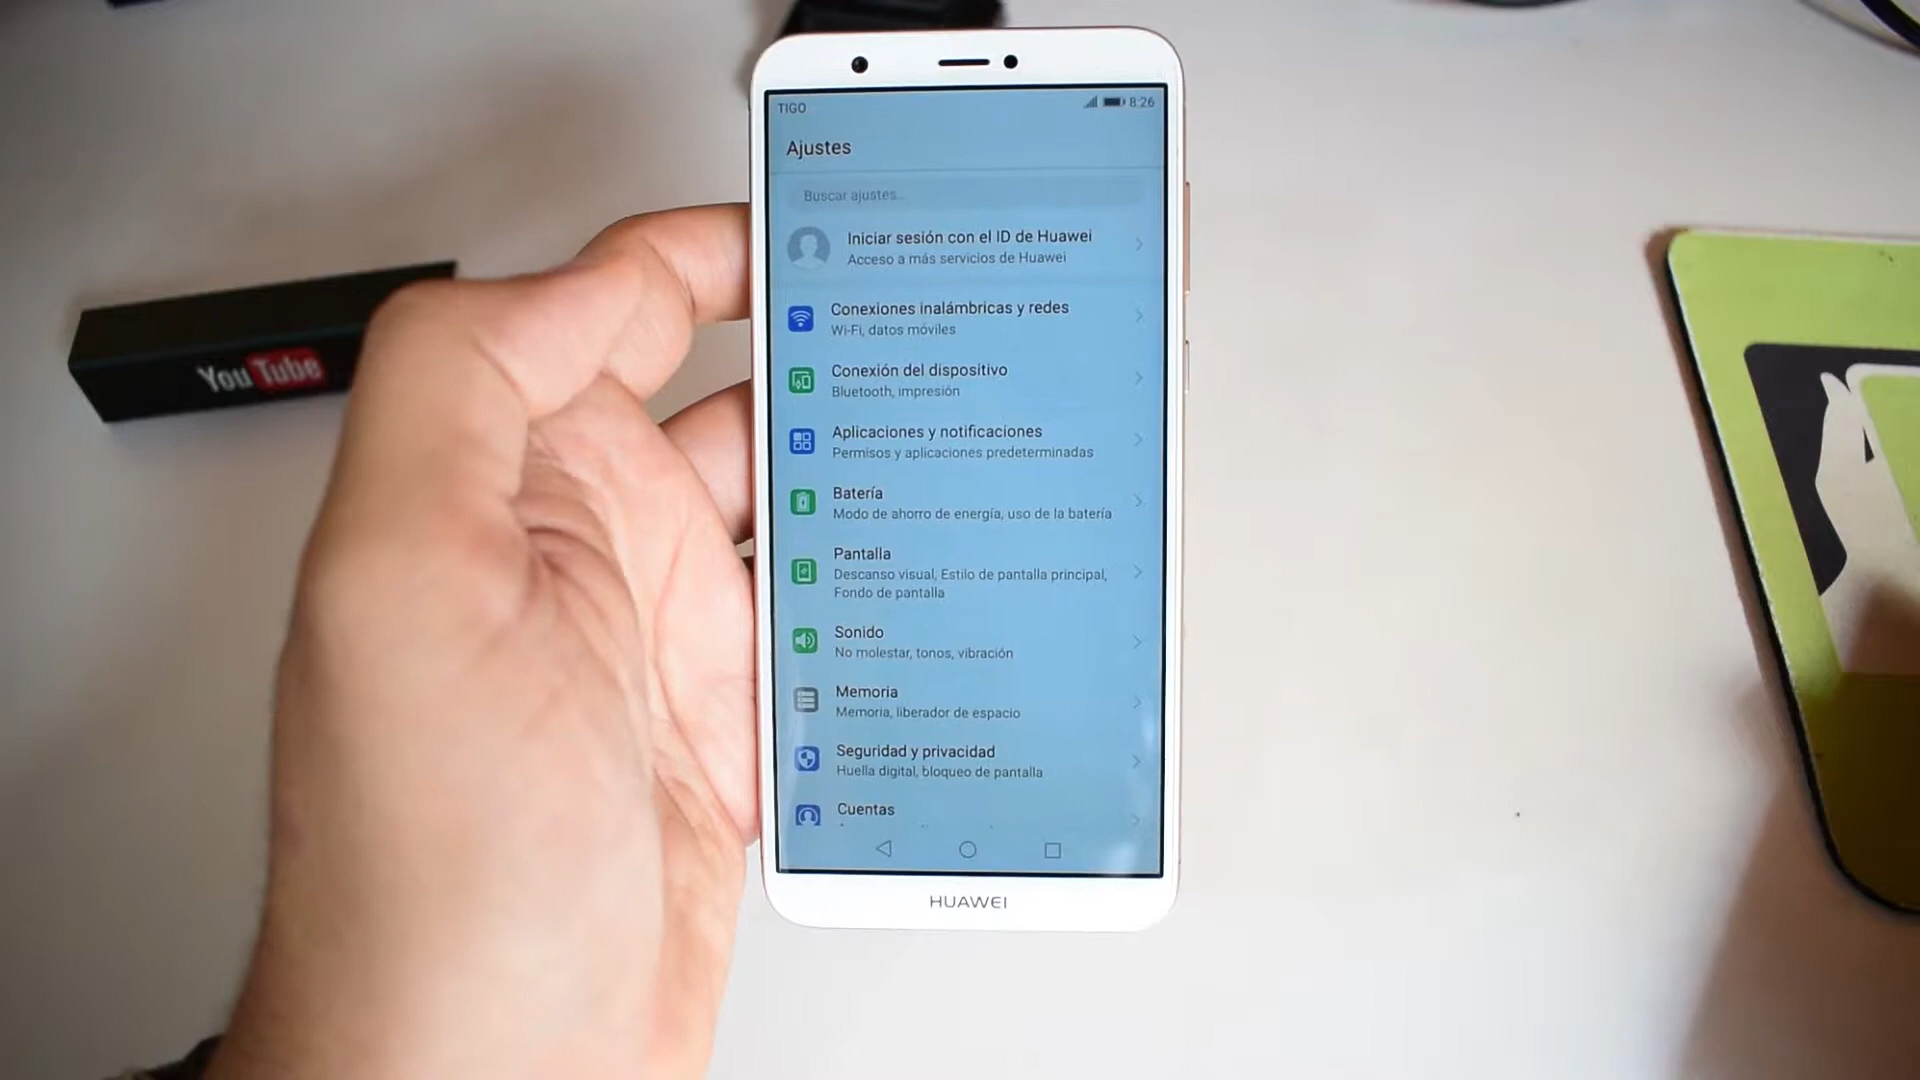 TIGO
8:26
Ajustes
Buscar ajustes...
Iniciar sesión con el ID de Huawei
Acceso a más servicios de Huawei
Conexiones inalámbricas y redes
Wi-Fi, datos móviles
Conexión del dispositivo
Bluetooth, impresión
Aplicaciones y notificaciones
Permisos y aplicaciones predeterminadas
Batería
Modo de ahorro de energía, uso de la batería
Pantalla
Descanso visual, Estilo de pantalla principal,
Fondo de pantalla
Sonido
No molestar, tonos, vibración
Memoria
Memoria, liberador de espacio
Seguridad y privacidad
Huella digital, bloqueo de pantalla
Cuentas
HUAWEI
You Tube